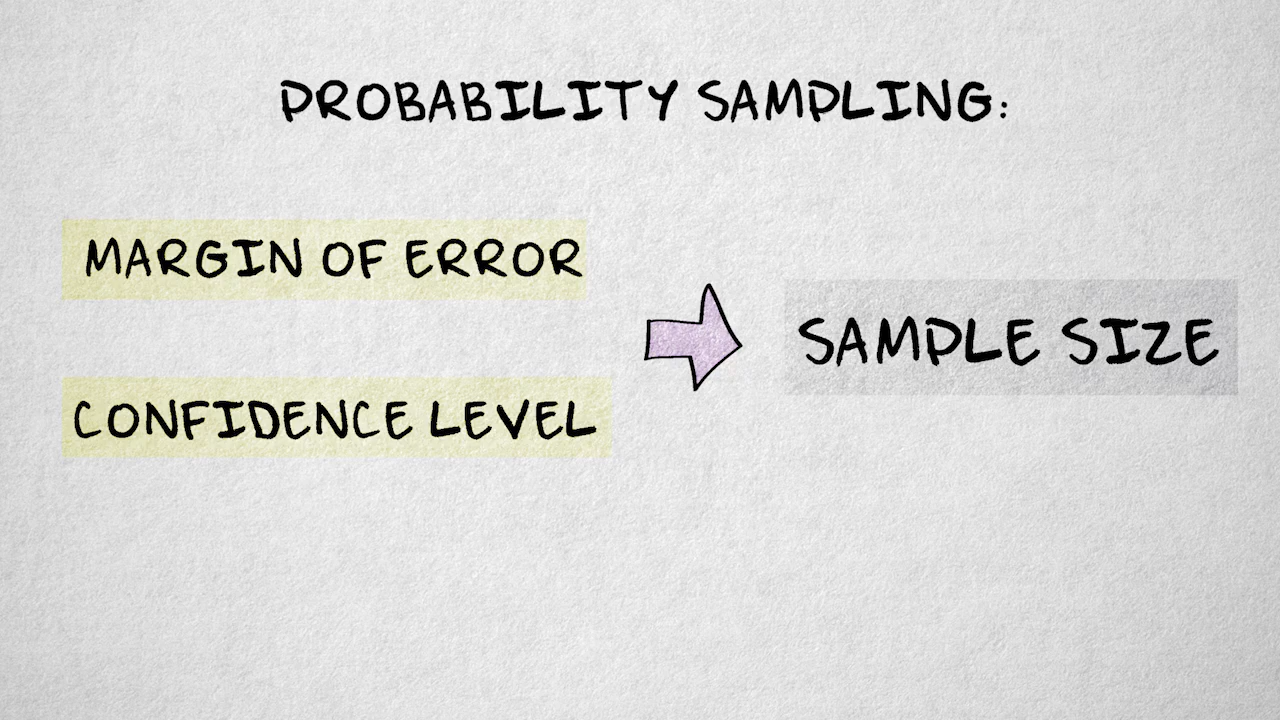 PROBABILITY SAMPLING:
MARGIN OF ERROR
CONFIDENCE LEVEL
SAMPLE SIZE